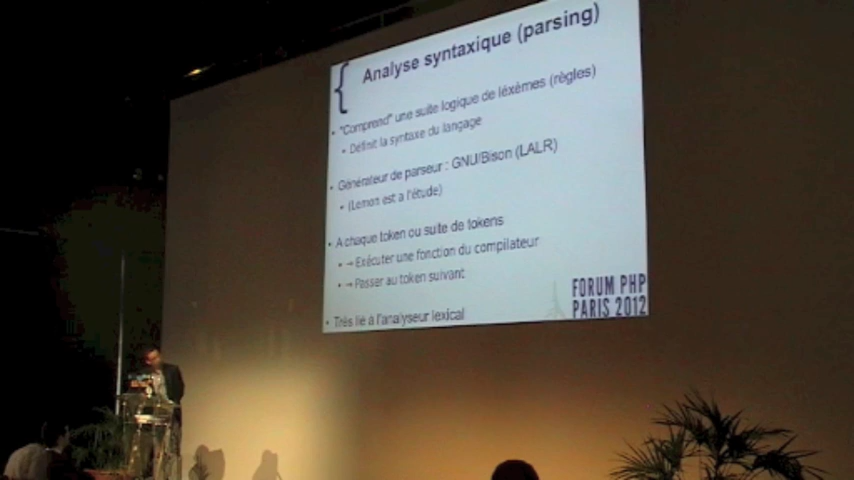 { Analyse syntaxique (parsing)
• "Comprend" une suite logique de léxèmes (règles)
• Définit la syntaxe du langage
• Générateur de parseur : GNU/Bison (LALR)
• (Lemon est a l'étude)
• A chaque token ou suite de tokens
• → Exécuter une fonction du compilateur
• → Passer au token suivant
• Très lié à l'analyseur lexical
FORUM PHP
PARIS 2012